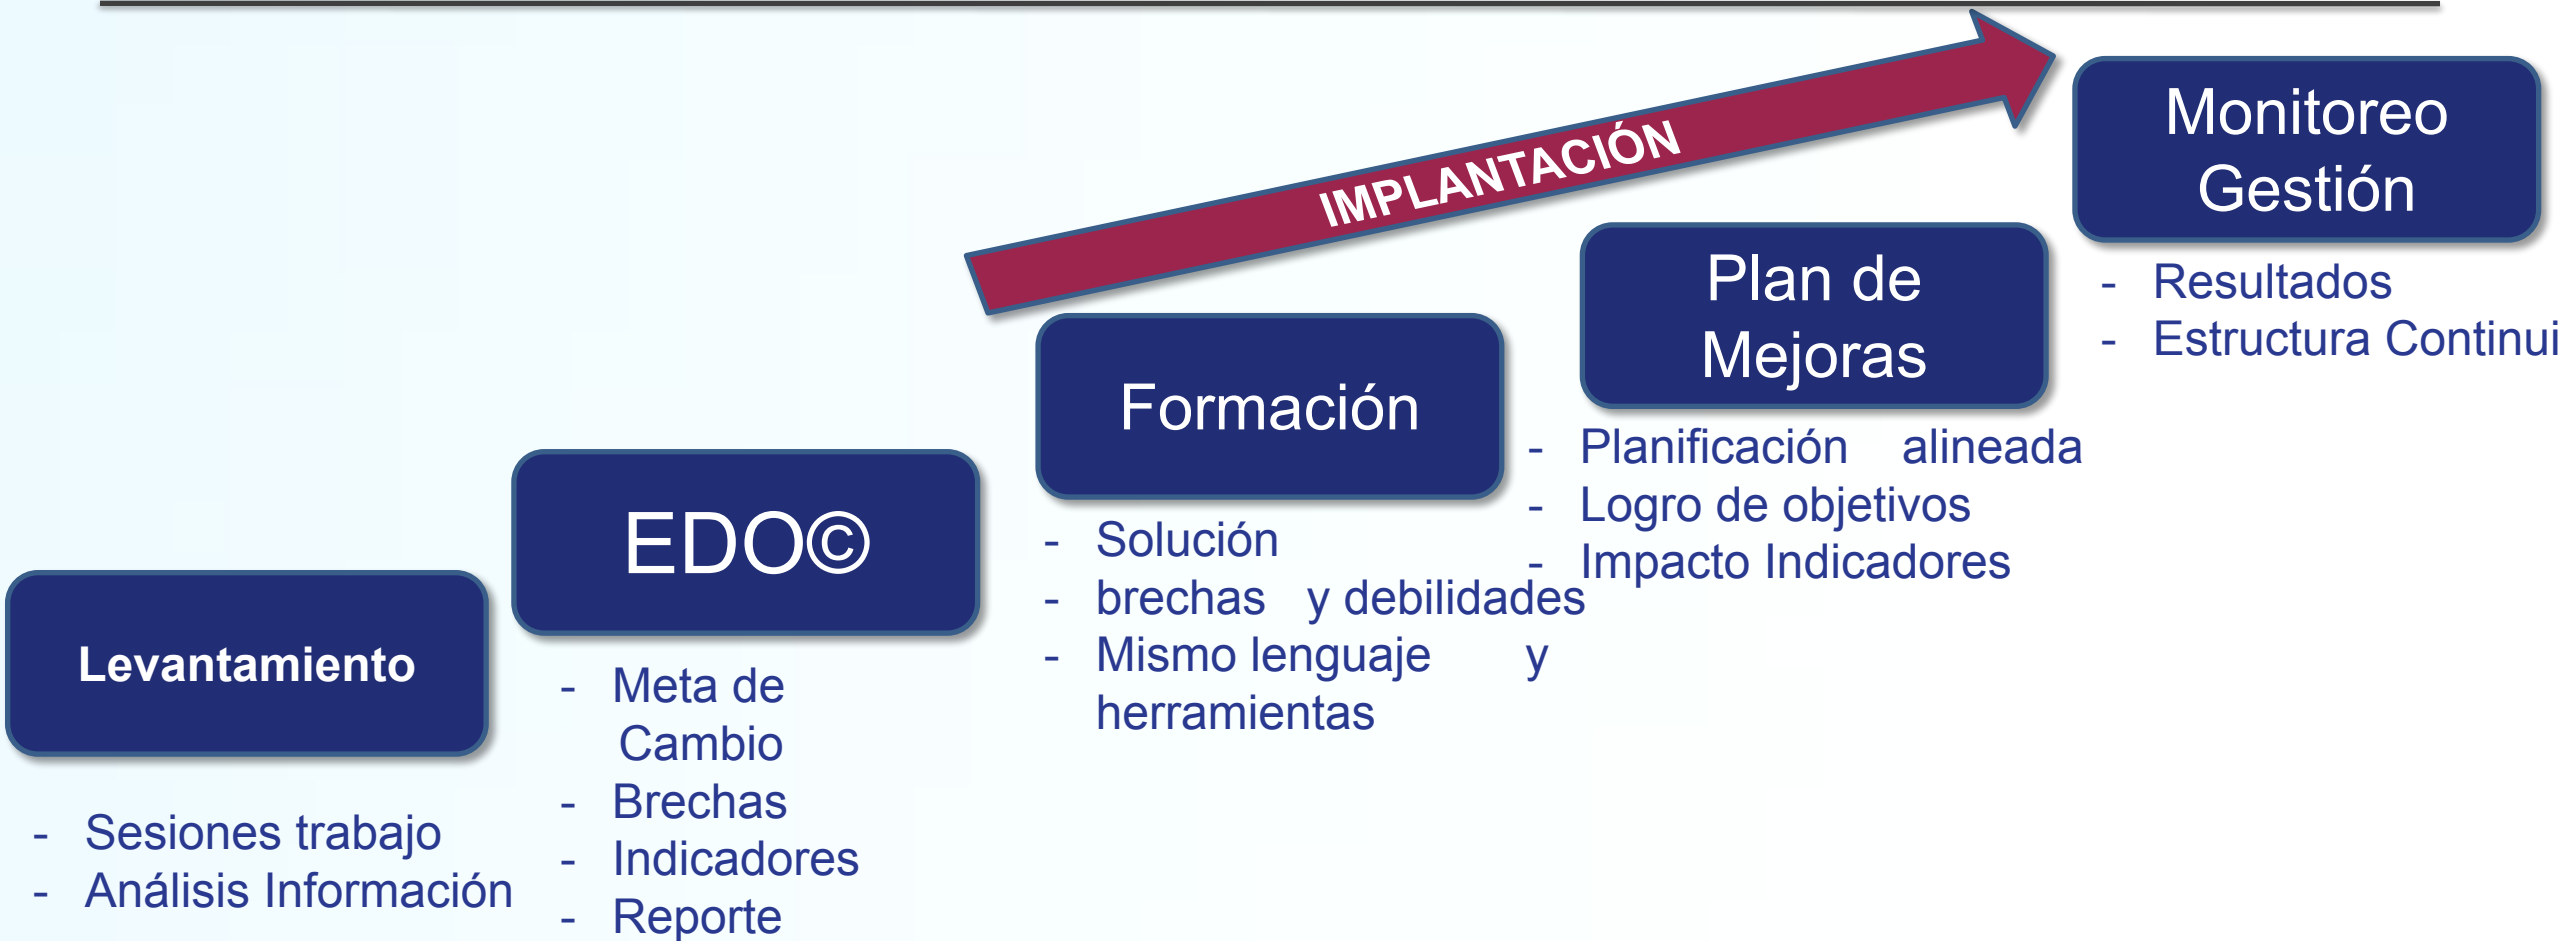 IMPLANTACIÓN
Levantamiento
- Sesiones trabajo
- Análisis Información
EDO©
- Meta de
Cambio
- Brechas
- Indicadores
- Reporte
Formación
- Solución
- brechas y debilidades
- Mismo lenguaje y
herramientas
Plan de
Mejoras
- Planificación alineada
- Logro de objetivos
- Impacto Indicadores
Monitoreo
Gestión
- Resultados
- Estructura Continui